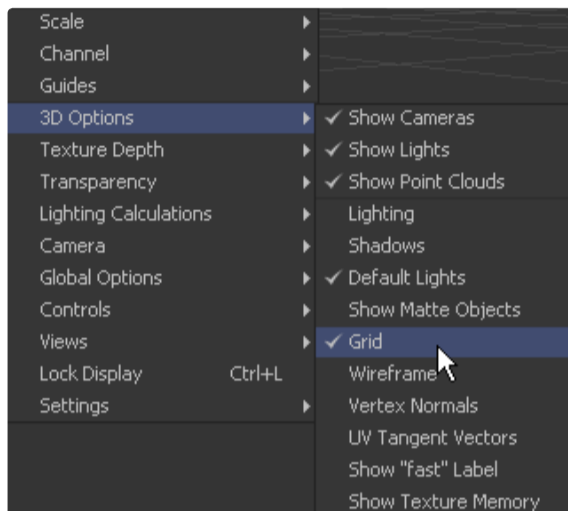 Scale
Channel
Guides
3D Options
Texture Depth
Transparency
Lighting Calculations
Camera
Global Options
Controls
Views
Lock Display Ctrl+L
Settings
Show Cameras
Show Lights
Show Point Clouds
Lighting
Shadows
Default Lights
Show Matte Objects
Grid
Wireframe
Vertex Normals
UV Tangent Vectors
Show "fast" Label
Show Texture Memory